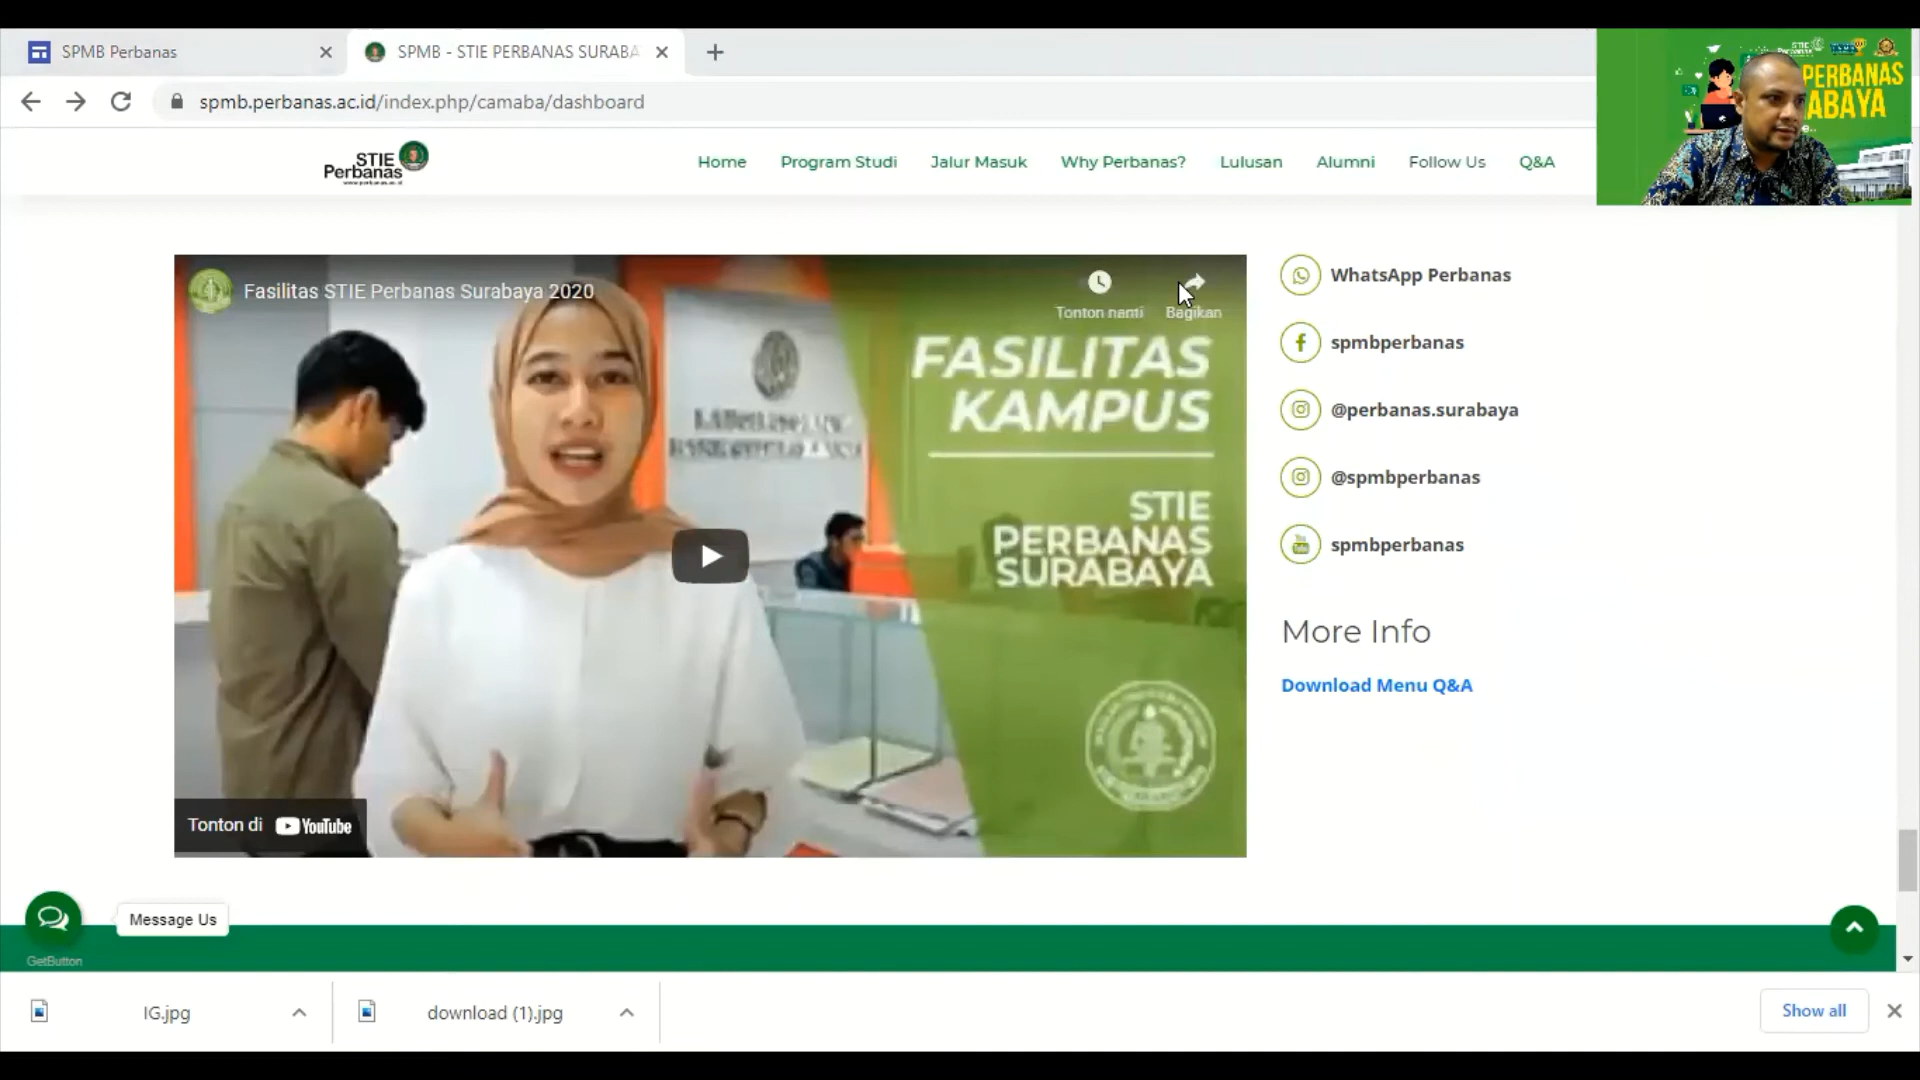 SPMB Perbanas
SPMB - STIE PERBANAS SURABA
spmb.perbanas.ac.id/index.php/camaba/dashboard
PERBANAS
ABAYA
STIE
Perbanas
Home
Program Studi
Jalur Masuk
Why Perbanas?
Lulusan
Alumni
Follow Us
Q&A
Fasilitas STIE Perbanas Surabaya 2020
Tonton nanti
Bagikan
FASILITAS
KAMPUS
STIE
PERBANAS
SURABAYA
Tonton di YouTube
WhatsApp Perbanas
spmbperbanas
@perbanas.surabaya
@spmbperbanas
spmbperbanas
More Info
Download Menu Q&A
Message Us
GetButton
IG.jpg
download (1).jpg
Show all